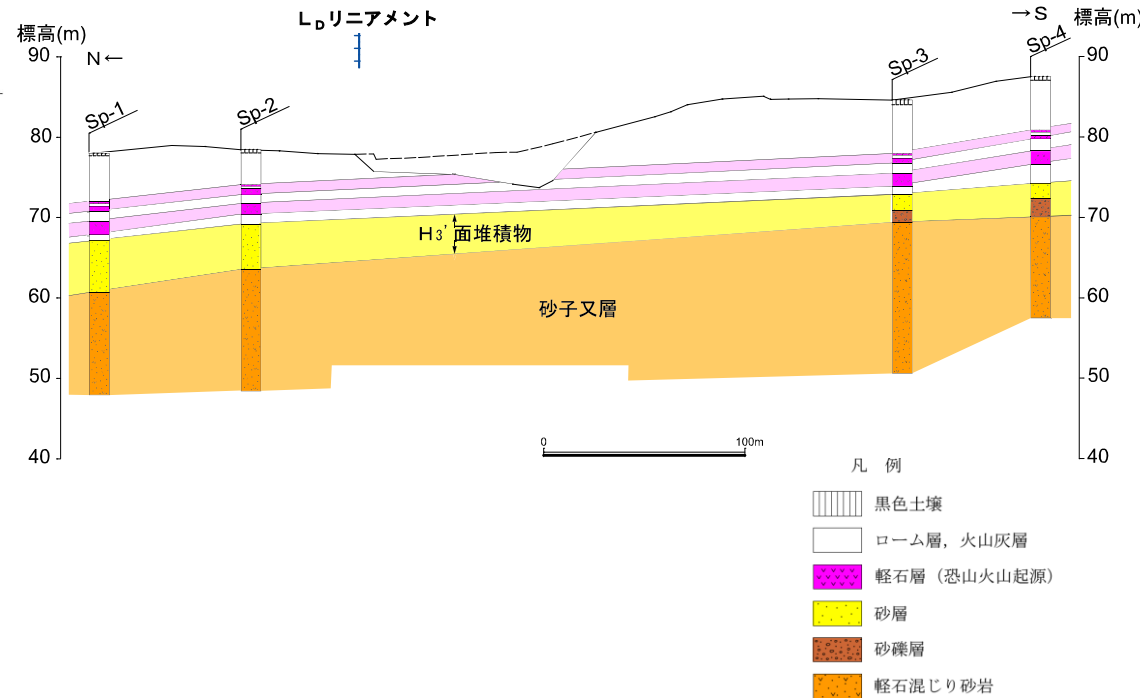 LDリニアメント
標高(m)
→S
標高(m)
90
N←
Sp-1
Sp-2
Sp-3
Sp-4
90
80
80
70
70
H3'面堆積物
60
砂子又層
60
50
50
40
0
100m
40
凡 例
黒色土壌
ローム層，火山灰層
軽石層（恐山火山起源）
砂層
砂礫層
軽石混じり砂岩